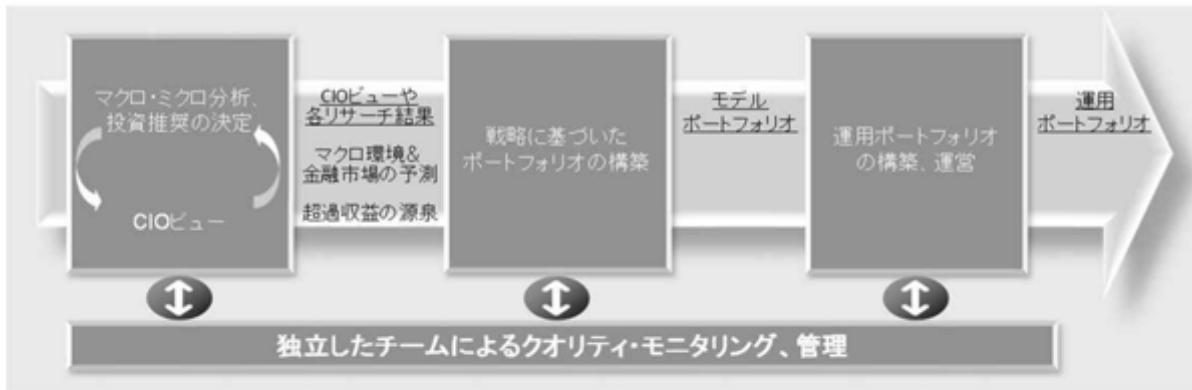 マクロ・ミクロ分析、
投資推奨の決定
CIOビュー
CIOビューや
各リサーチ結果
マクロ環境&
金融市場の予測
超過収益の源泉
戦略に基づいた
ポートフォリオの構築
モデル
ポートフォリオ
運用ポートフォリオ
の構築、運営
運用
ポートフォリオ
独立したチームによるクオリティ・モニタリング、管理